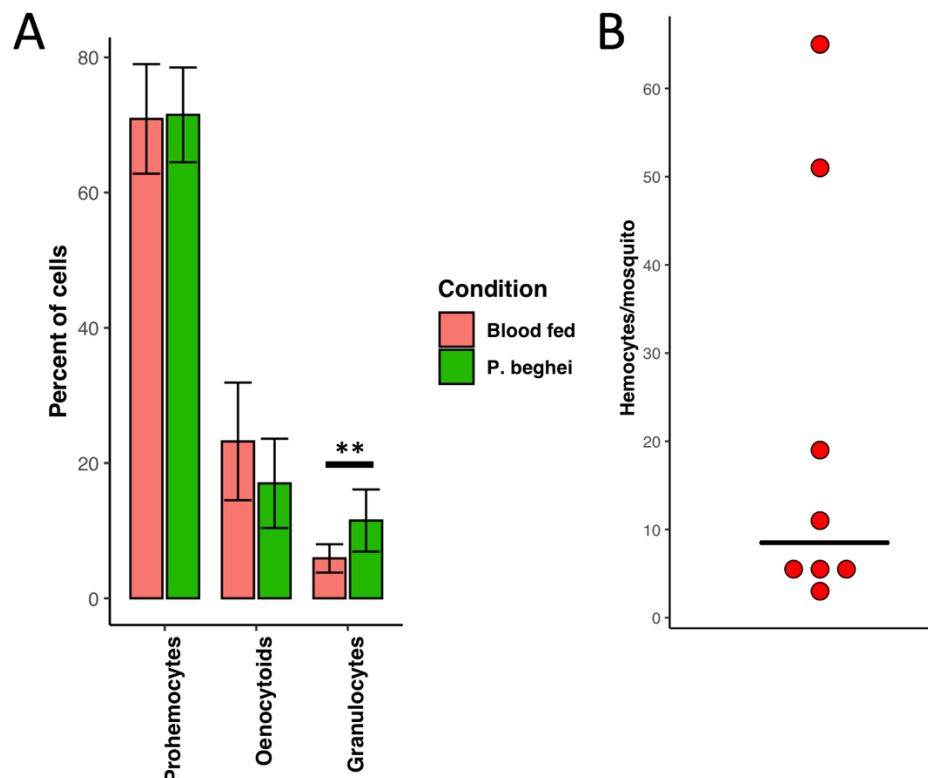 A
B
80
60
40
20
0
Percent of cells
Prohemocytes
Oenocytoids
Granulocytes
**
Condition
Blood fed
P. beghei
60
50
40
30
20
10
0
Hemocytes/mosquito